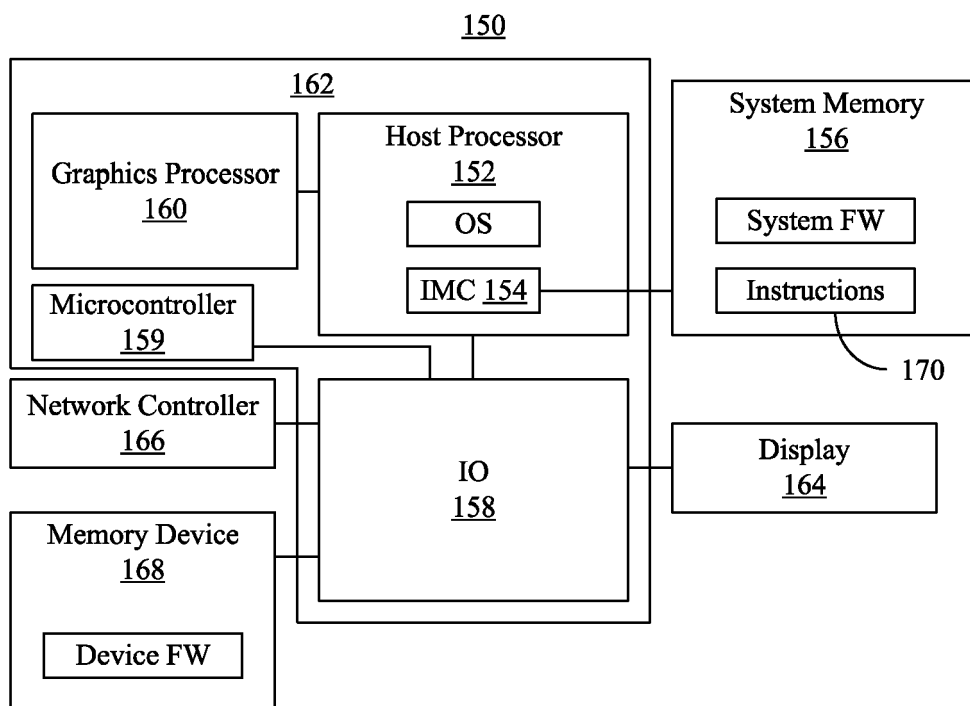 150
162
Graphics Processor
160
Host Processor
152
OS
IMC 154
Microcontroller
159
System Memory
156
System FW
Instructions
170
Network Controller
166
IO
158
Display
164
Memory Device
168
Device FW